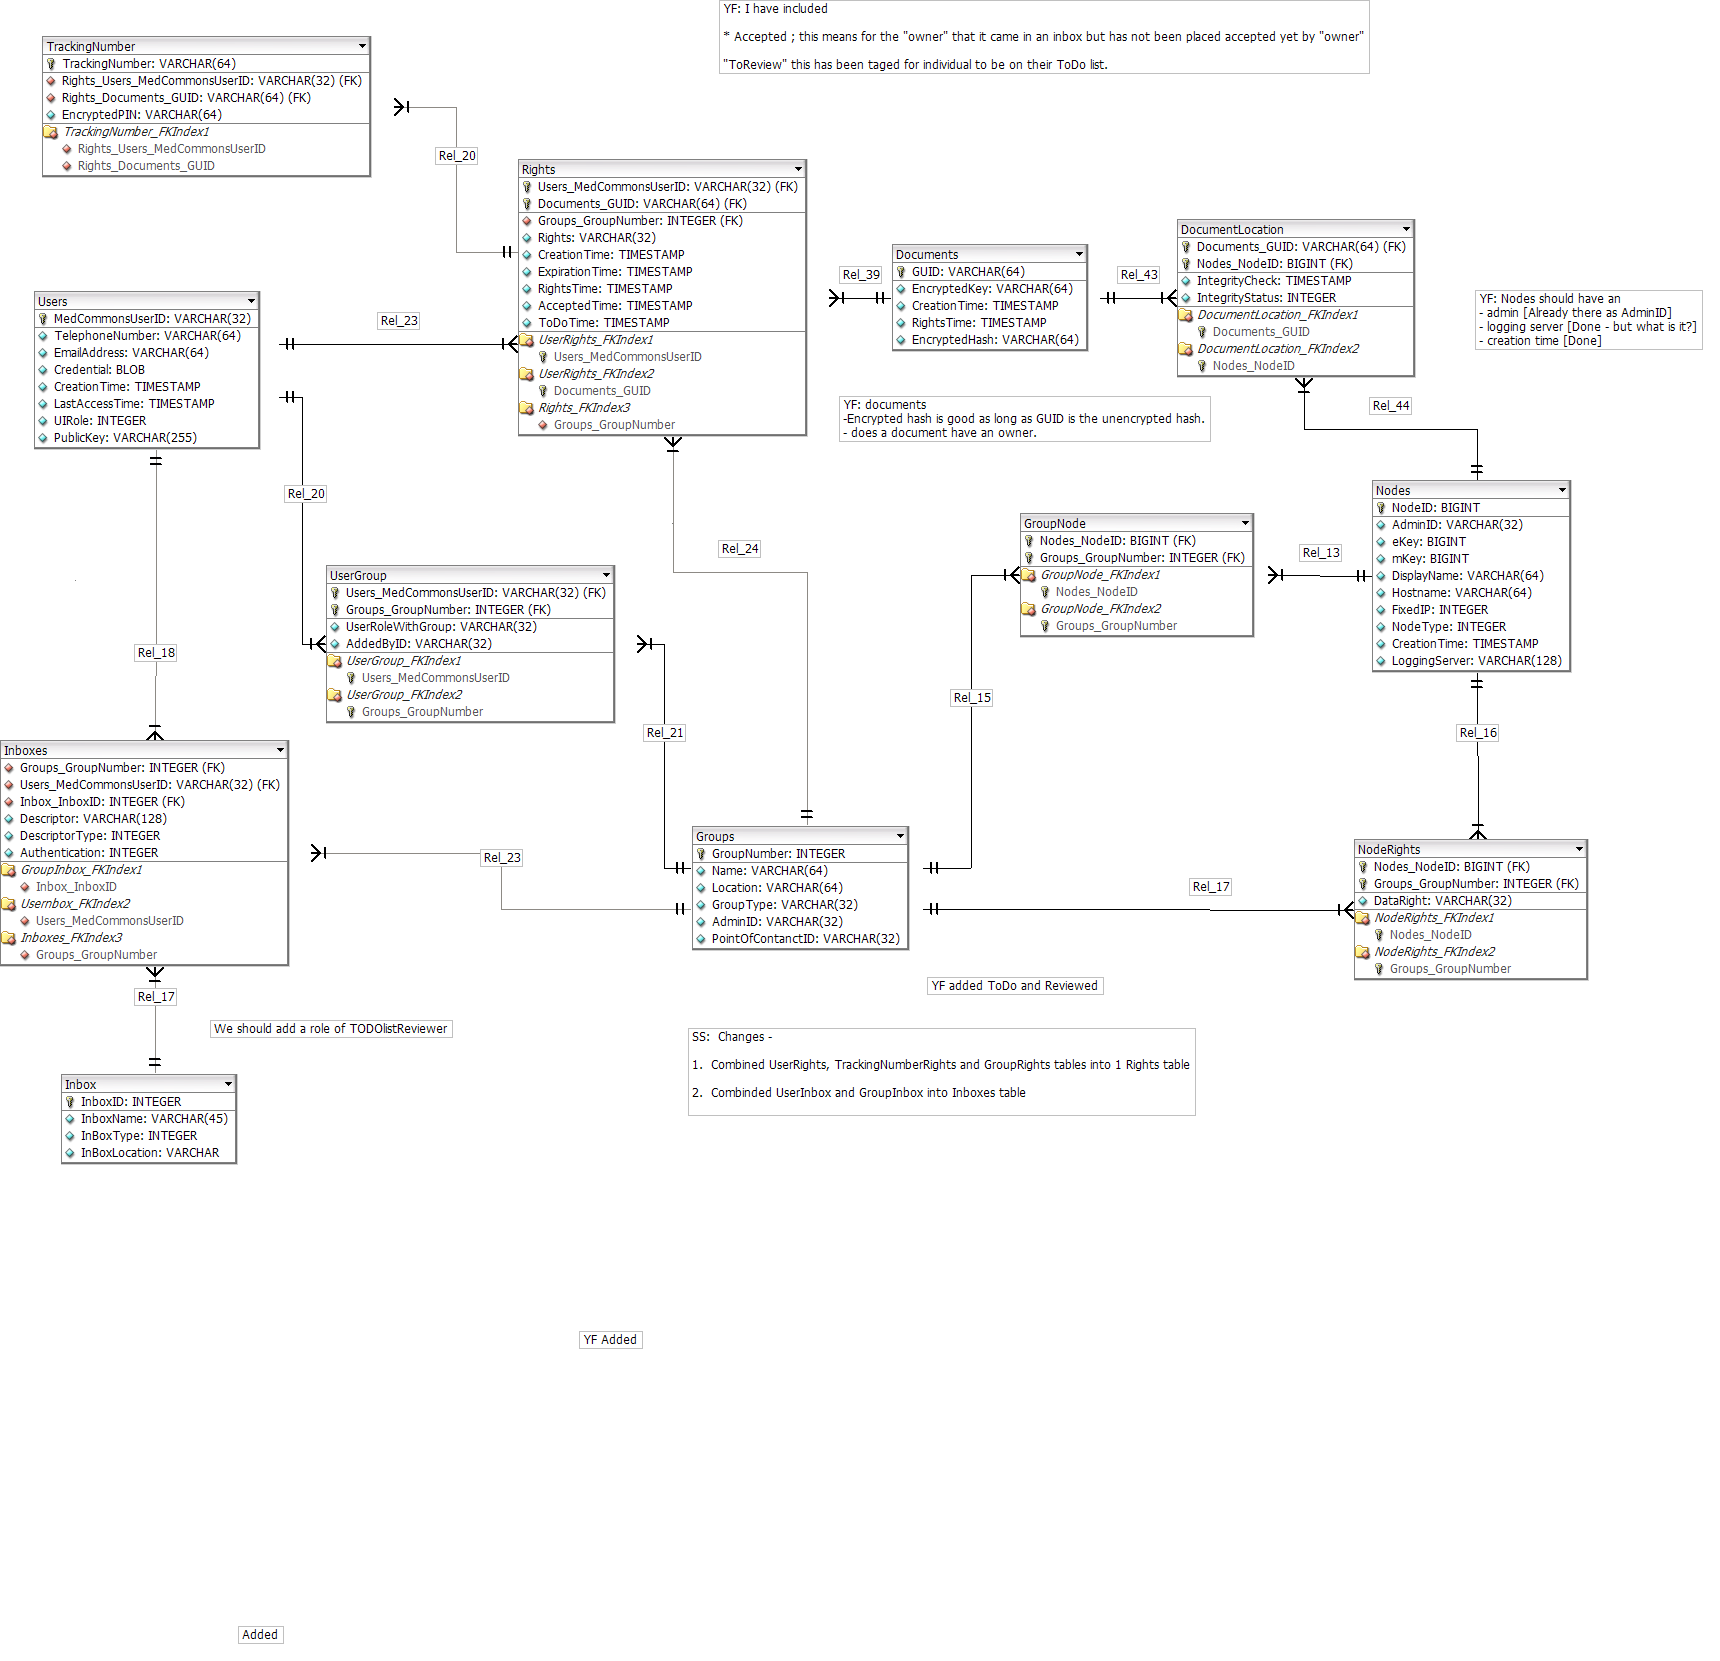 YF: I have included
* Accepted ; this means for the "owner" that it came in an inbox but has not been placed accepted yet by "owner"
"ToReview" this has been taged for individual to be on their ToDo list.
TrackingNumber
TrackingNumber: VARCHAR(64)
Rights_Users_MedCommonsUserID: VARCHAR(32) (FK)
Rights_Documents_GUID: VARCHAR(64) (FK)
EncryptedPIN: VARCHAR(64)
TrackingNumber_FKIndex1
Rights_Users_MedCommonsUserID
Rights_Documents_GUID
Rel_20
Rights
Users_MedCommonsUserID: VARCHAR(32) (FK)
Documents_GUID: VARCHAR(64) (FK)
Groups_GroupNumber: INTEGER (FK)
Rights: VARCHAR(32)
CreationTime: TIMESTAMP
ExpirationTime: TIMESTAMP
RightsTime: TIMESTAMP
AcceptedTime: TIMESTAMP
ToDoTime: TIMESTAMP
UserRights_FKIndex1
Users_MedCommonsUserID
UserRights_FKIndex2
Documents_GUID
Rights_FKIndex3
Groups_GroupNumber
Rel_39
Documents
GUID: VARCHAR(64)
EncryptedKey: VARCHAR(64)
CreationTime: TIMESTAMP
RightsTime: TIMESTAMP
EncryptedHash: VARCHAR(64)
Rel_43
DocumentLocation
Documents_GUID: VARCHAR(64) (FK)
Nodes_NodeID: BIGINT (FK)
IntegrityCheck: TIMESTAMP
IntegrityStatus: INTEGER
DocumentLocation_FKIndex1
Documents_GUID
DocumentLocation_FKIndex2
Nodes_NodeID
YF: Nodes should have an
- admin [Already there as AdminID]
- logging server [Done - but what is it?]
- creation time [Done]
Users
MedCommonsUserID: VARCHAR(32)
TelephoneNumber: VARCHAR(64)
EmailAddress: VARCHAR(64)
Credential: BLOB
CreationTime: TIMESTAMP
LastAccessTime: TIMESTAMP
UIRole: INTEGER
PublicKey: VARCHAR(255)
Rel_23
YF: documents
-Encrypted hash is good as long as GUID is the unencrypted hash.
- does a document have an owner.
Rel_44
Rel_20
Rel_24
Nodes
NodeID: BIGINT
AdminID: VARCHAR(32)
eKey: BIGINT
mKey: BIGINT
DisplayName: VARCHAR(64)
Hostname: VARCHAR(64)
FixedIP: INTEGER
NodeType: INTEGER
CreationTime: TIMESTAMP
LoggingServer: VARCHAR(128)
GroupNode
Nodes_NodeID: BIGINT (FK)
Groups_GroupNumber: INTEGER (FK)
GroupNode_FKIndex1
Nodes_NodeID
GroupNode_FKIndex2
Groups_GroupNumber
Rel_13
UserGroup
Users_MedCommonsUserID: VARCHAR(32) (FK)
Groups_GroupNumber: INTEGER (FK)
UserRoleWithGroup: VARCHAR(32)
AddedByID: VARCHAR(32)
UserGroup_FKIndex1
Users_MedCommonsUserID
UserGroup_FKIndex2
Groups_GroupNumber
Rel_18
Rel_15
Rel_21
Rel_16
Inboxes
Groups_GroupNumber: INTEGER (FK)
Users_MedCommonsUserID: VARCHAR(32) (FK)
Inbox_InboxID: INTEGER (FK)
Descriptor: VARCHAR(128)
DescriptorType: INTEGER
Authentication: INTEGER
GroupInbox_FKIndex1
Inbox_InboxID
Usernbox_FKIndex2
Users_MedCommonsUserID
Inboxes_FKIndex3
Groups_GroupNumber
Rel_23
Groups
GroupNumber: INTEGER
Name: VARCHAR(64)
Location: VARCHAR(64)
GroupType: VARCHAR(32)
AdminID: VARCHAR(32)
PointOfContanctID: VARCHAR(32)
Rel_17
NodeRights
Nodes_NodeID: BIGINT (FK)
Groups_GroupNumber: INTEGER (FK)
DataRight: VARCHAR(32)
NodeRights_FKIndex1
Nodes_NodeID
NodeRights_FKIndex2
Groups_GroupNumber
YF added ToDo and Reviewed
Rel_17
We should add a role of TODOlistReviewer
SS:  Changes -
1.  Combined UserRights, TrackingNumberRights and GroupRights tables into 1 Rights table
2.  Combinded UserInbox and GroupInbox into Inboxes table
Inbox
InboxID: INTEGER
InboxName: VARCHAR(45)
InBoxType: INTEGER
InBoxLocation: VARCHAR
YF Added
Added